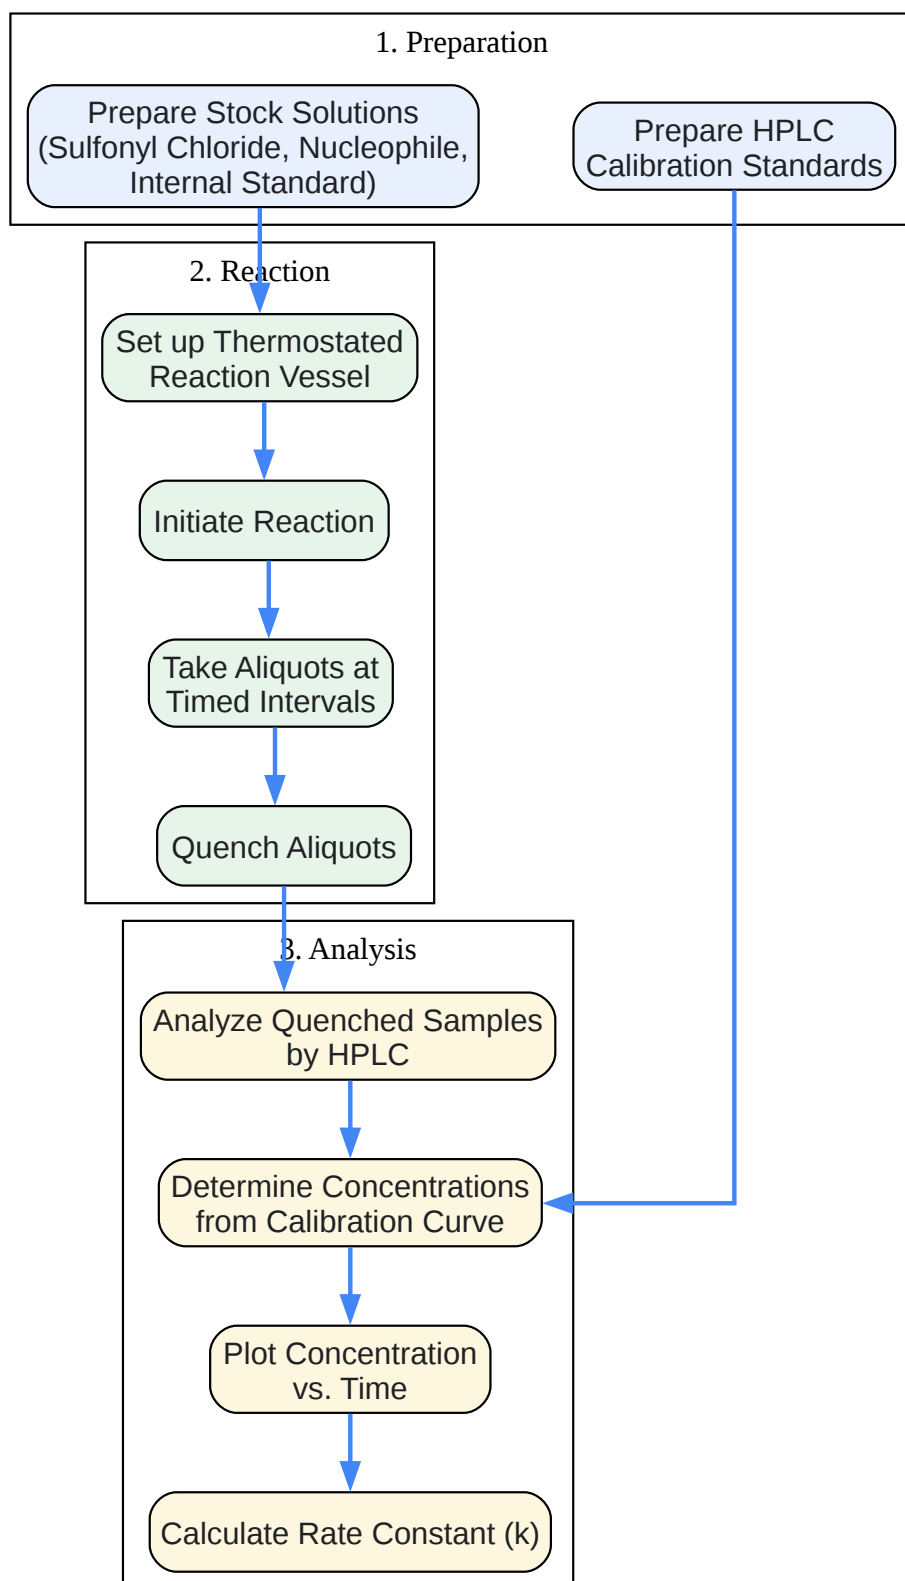 1. Preparation
Prepare Stock Solutions
(Sulfonyl Chloride, Nucleophile,
Internal Standard)
Prepare HPLC
Calibration Standards
2. Reaction
Set up Thermostated
Reaction Vessel
Initiate Reaction
Take Aliquots at
Timed Intervals
Quench Aliquots
3. Analysis
Analyze Quenched Samples
by HPLC
Determine Concentrations
from Calibration Curve
Plot Concentration
vs. Time
Calculate Rate Constant (k)